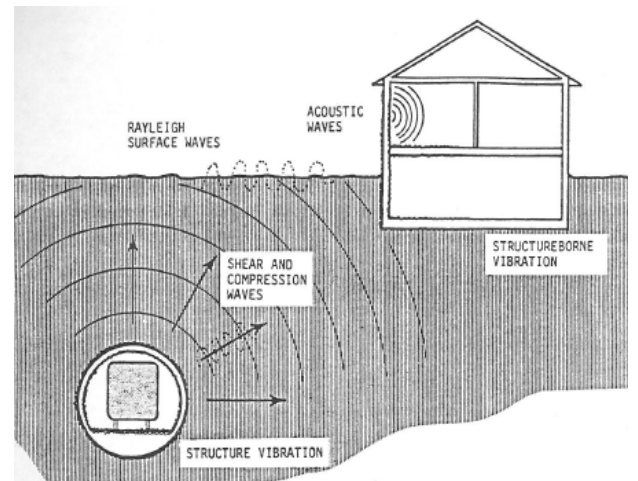 RAYLEIGH
SURFACE WAVES
ACOUSTIC
WAVES
SHEAR AND
COMPRESSION
WAVES
STRUCTUREBORNE
VIBRATION
STRUCTURE VIBRATION